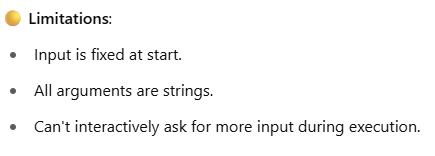 Limitations:
• Input is fixed at start.
• All arguments are strings.
• Can't interactively ask for more input during execution.